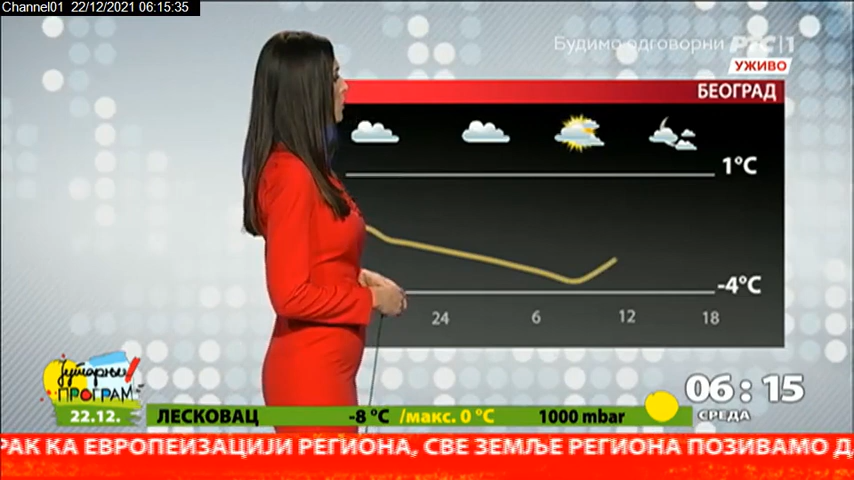 Channel01 22/12/2021 06:15:35
Будимо одговорни РТС|1
УЖИВО
БЕОГРАД
1°C
-4°C
24 6 12 18
Јутарњи
ПРОГРАМ
06:15
22.12. ЛЕСКОВАЦ -8 °C /макс. 0 °C 1000 mbar СРЕДА
РАК КА ЕВРОПЕИЗАЦИЈИ РЕГИОНА, СВЕ ЗЕМЉЕ РЕГИОНА ПОЗИВАМО Д